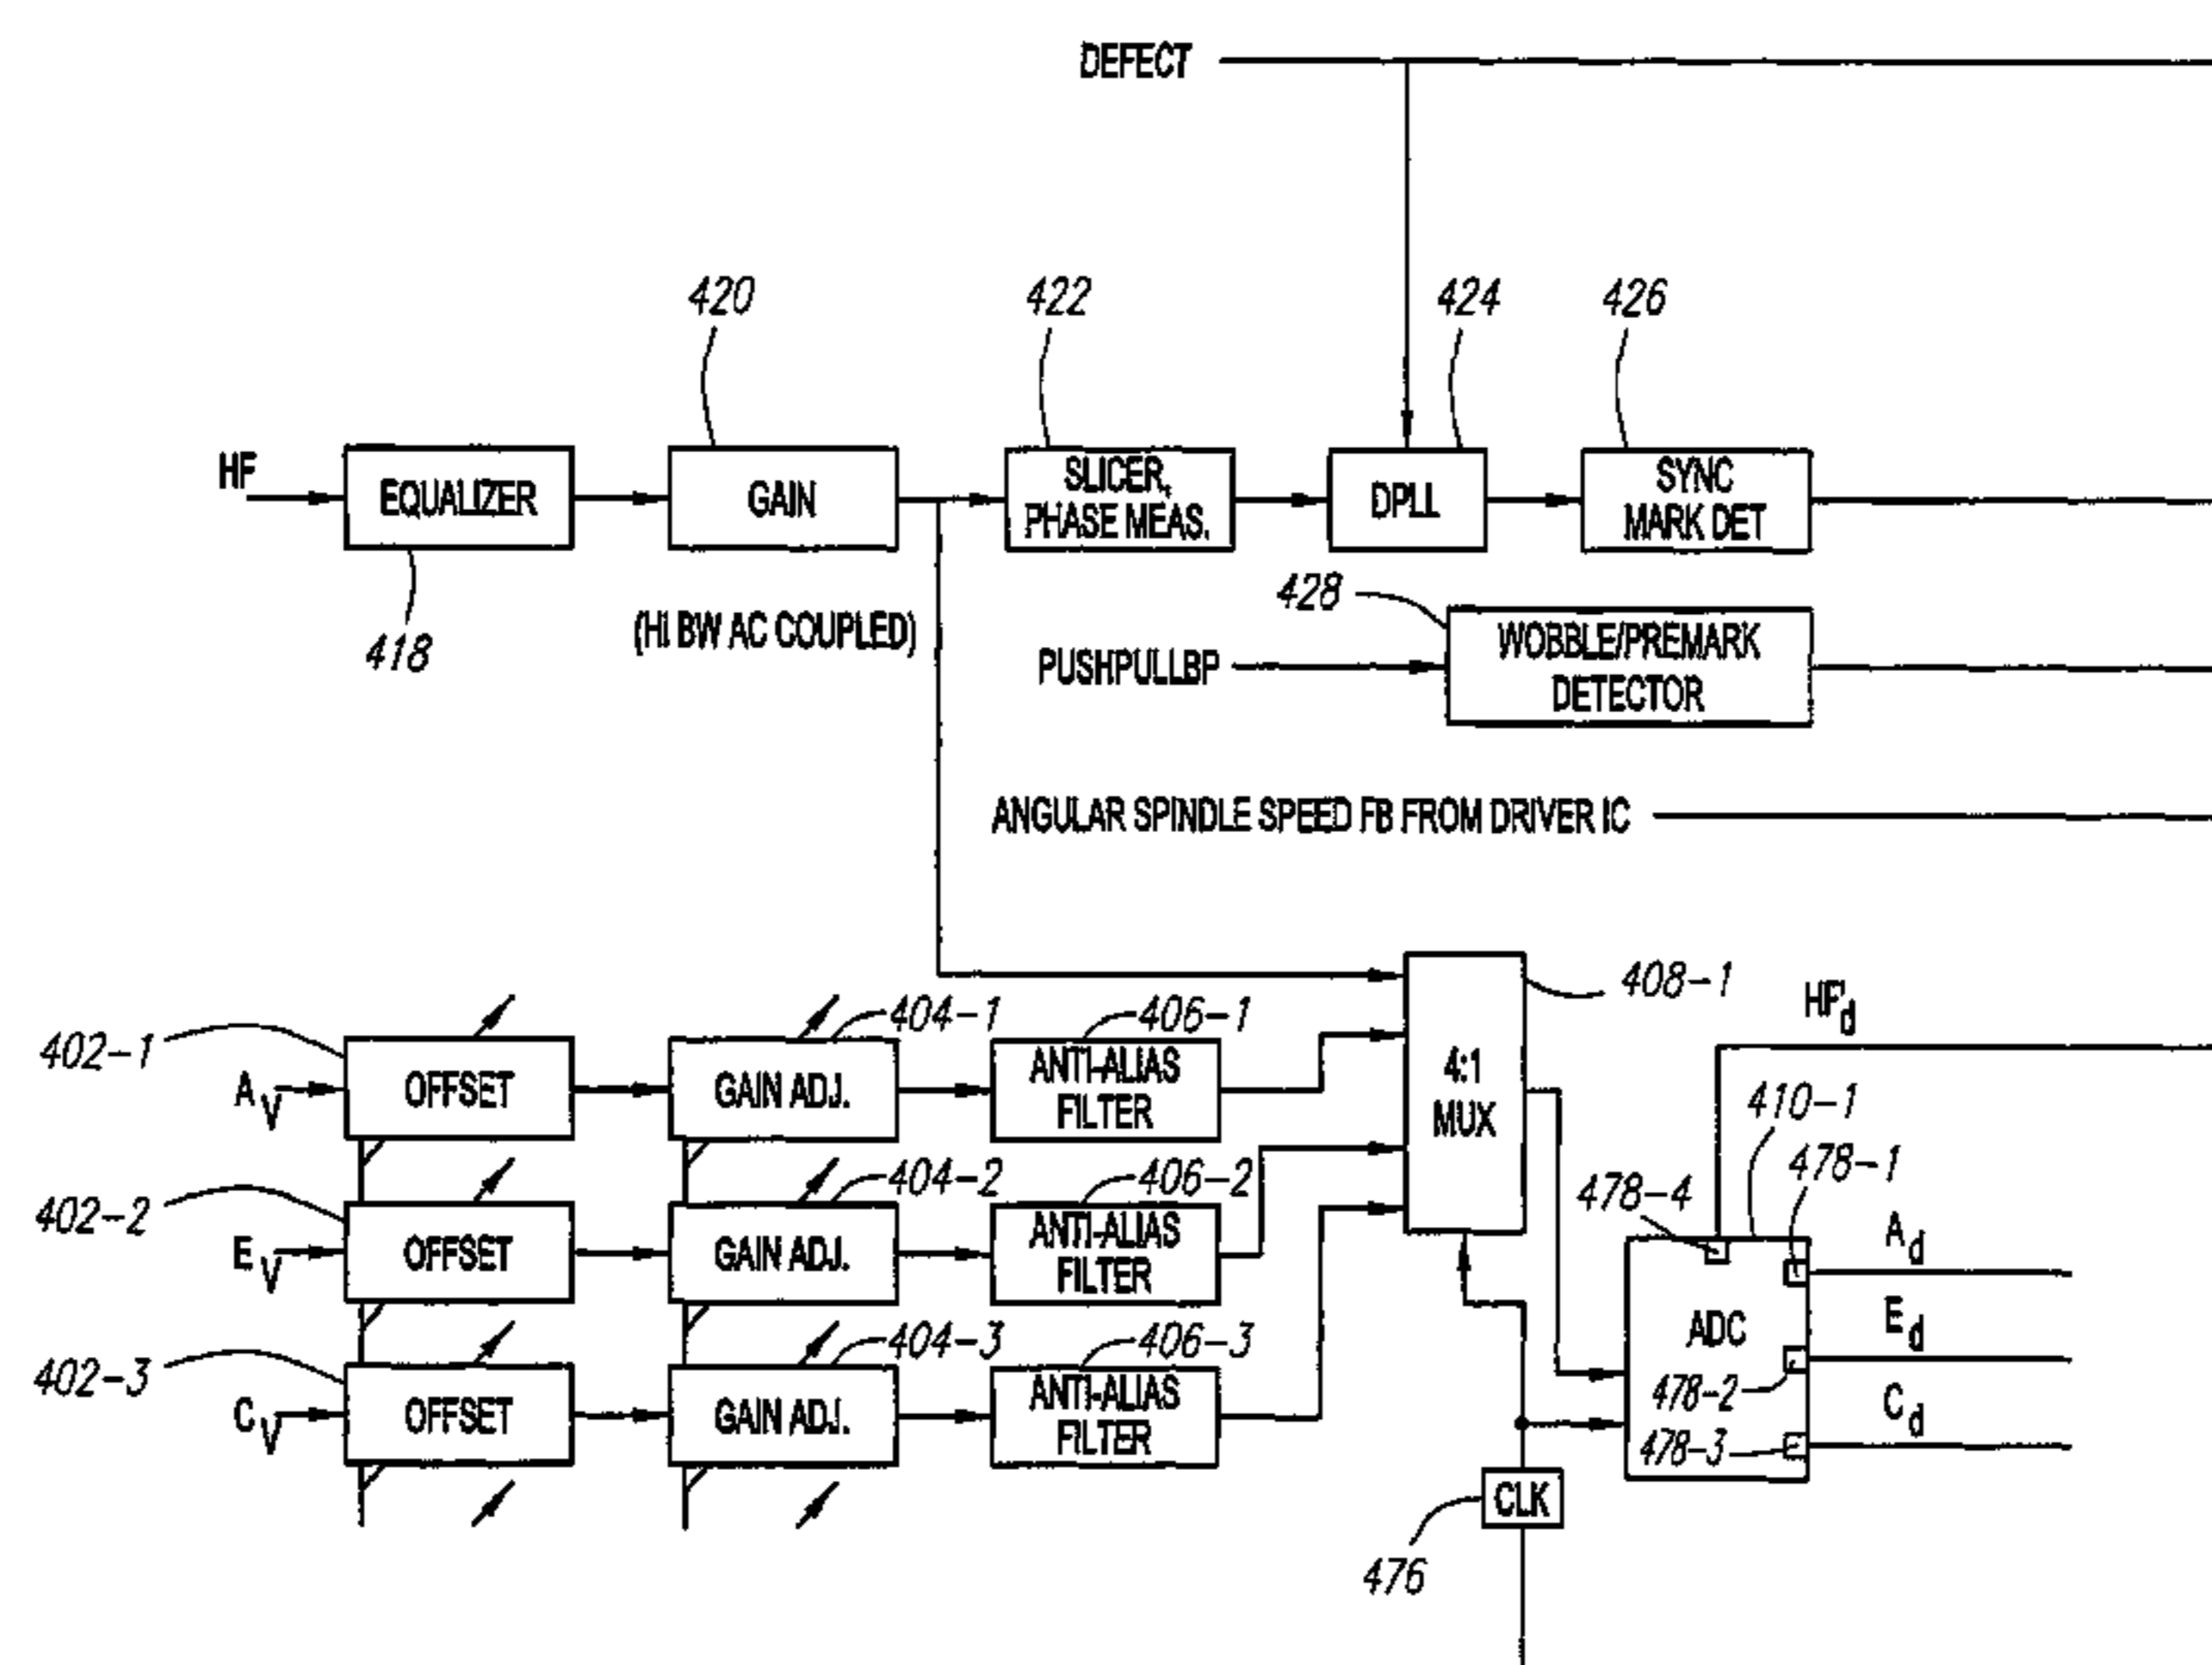 DEFECT
420
422
424
426
HF
EQUALIZER
GAIN
SLICER,
PHASE MEAS.
DPLL
SYNC
MARK DET
418
(HI BW AC COUPLED)
428
PUSHPULLBP
WOBBLE/PREMARK
DETECTOR
ANGULAR SPINDLE SPEED FB FROM DRIVER IC
402-1
404-1
406-1
408-1
HF'd
AV
OFFSET
GAIN ADJ.
ANTI-ALIAS
FILTER
4:1
MUX
410-1
478-1
478-4
402-2
404-2
406-2
EV
OFFSET
GAIN ADJ.
ANTI-ALIAS
FILTER
Ad
ADC
Ed
402-3
404-3
406-3
478-2
CV
OFFSET
GAIN ADJ.
ANTI-ALIAS
FILTER
Cd
478-3
CLK
476